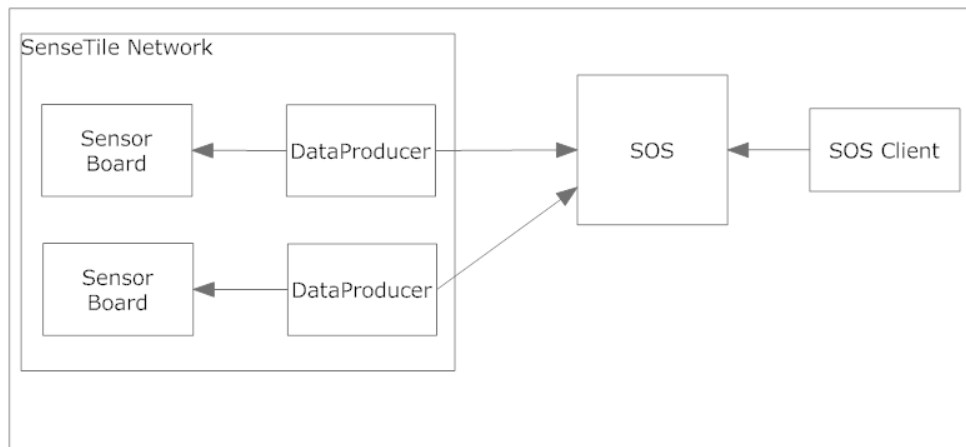 SenseTile Network
Sensor
Board
DataProducer
SOS
SOS Client
Sensor
Board
DataProducer